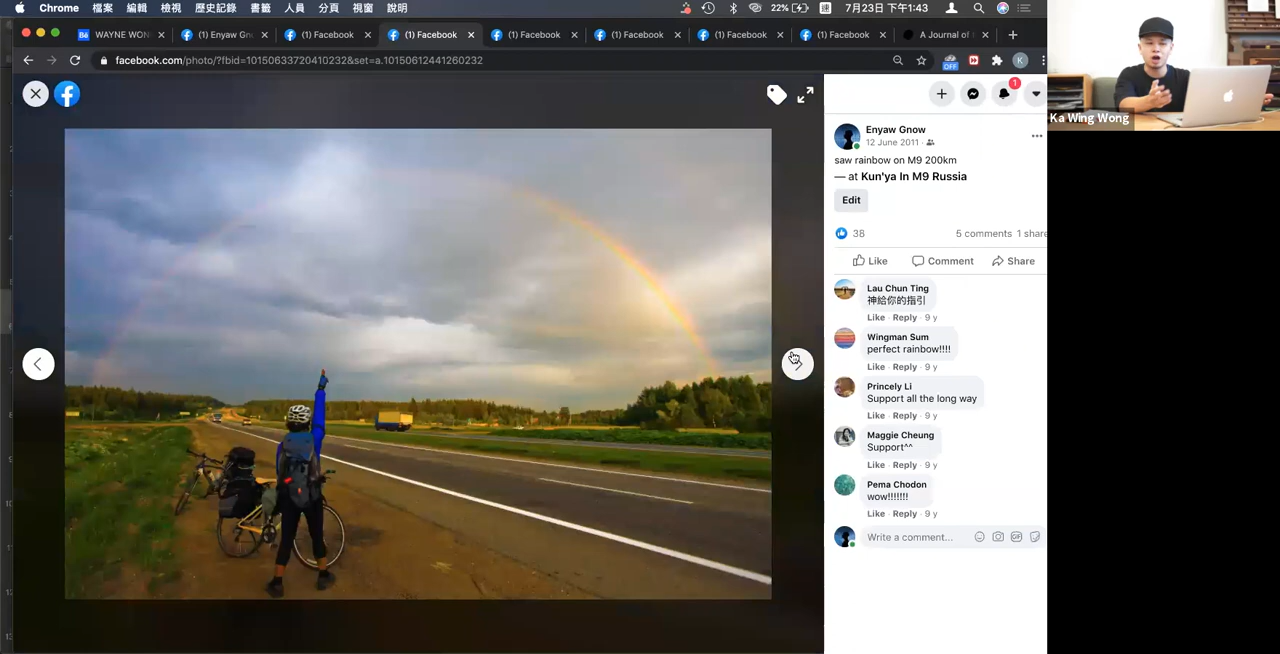 Chrome 檔案 編輯 檢視 歷史記錄 書籤 人員 分頁 視窗 說明 22% 7月23日 下午1:43
WAYNE WON × (1) Enyaw Gn × (1) Facebook × (1) Facebook × (1) Facebook × (1) Facebook × (1) Facebook × (1) Facebook × A Journal of × +
facebook.com/photo/?fbid=10150633720410232&set=a.10150612441260232 OFF K
1
Ka Wing Wong
Enyaw Gnow
12 June 2011 ·
saw rainbow on M9 200km
— at Kun'ya In M9 Russia
Edit
38 5 comments 1 share
Like Comment Share
Lau Chun Ting
神給你的指引
Like · Reply · 9 y
Wingman Sum
perfect rainbow!!!!
Like · Reply · 9 y
Princely Li
Support all the long way
Like · Reply · 9 y
Maggie Cheung
Support^^
Like · Reply · 9 y
Pema Chodon
wow!!!!!!!
Like · Reply · 9 y
Write a comment... GIF